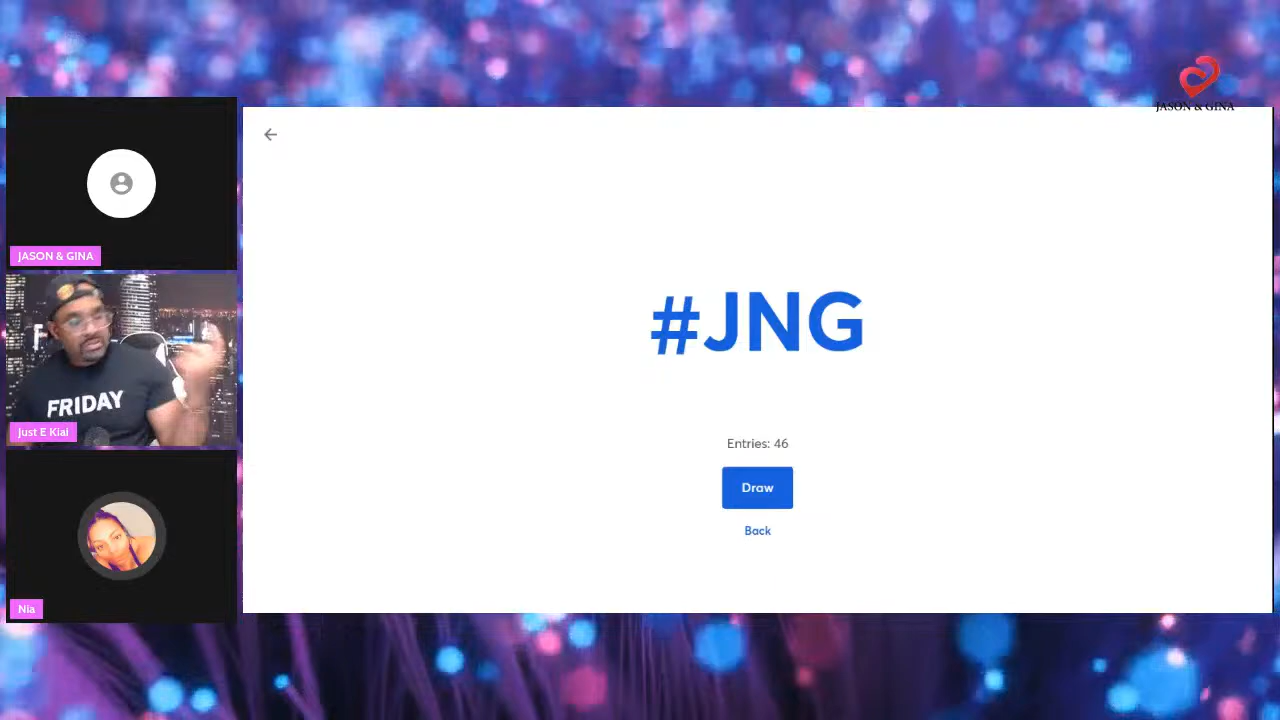 JASON & GINA
JASON & GINA
FRIDAY
Just E Kial
Nia
#JNG
Entries: 46
Draw
Back